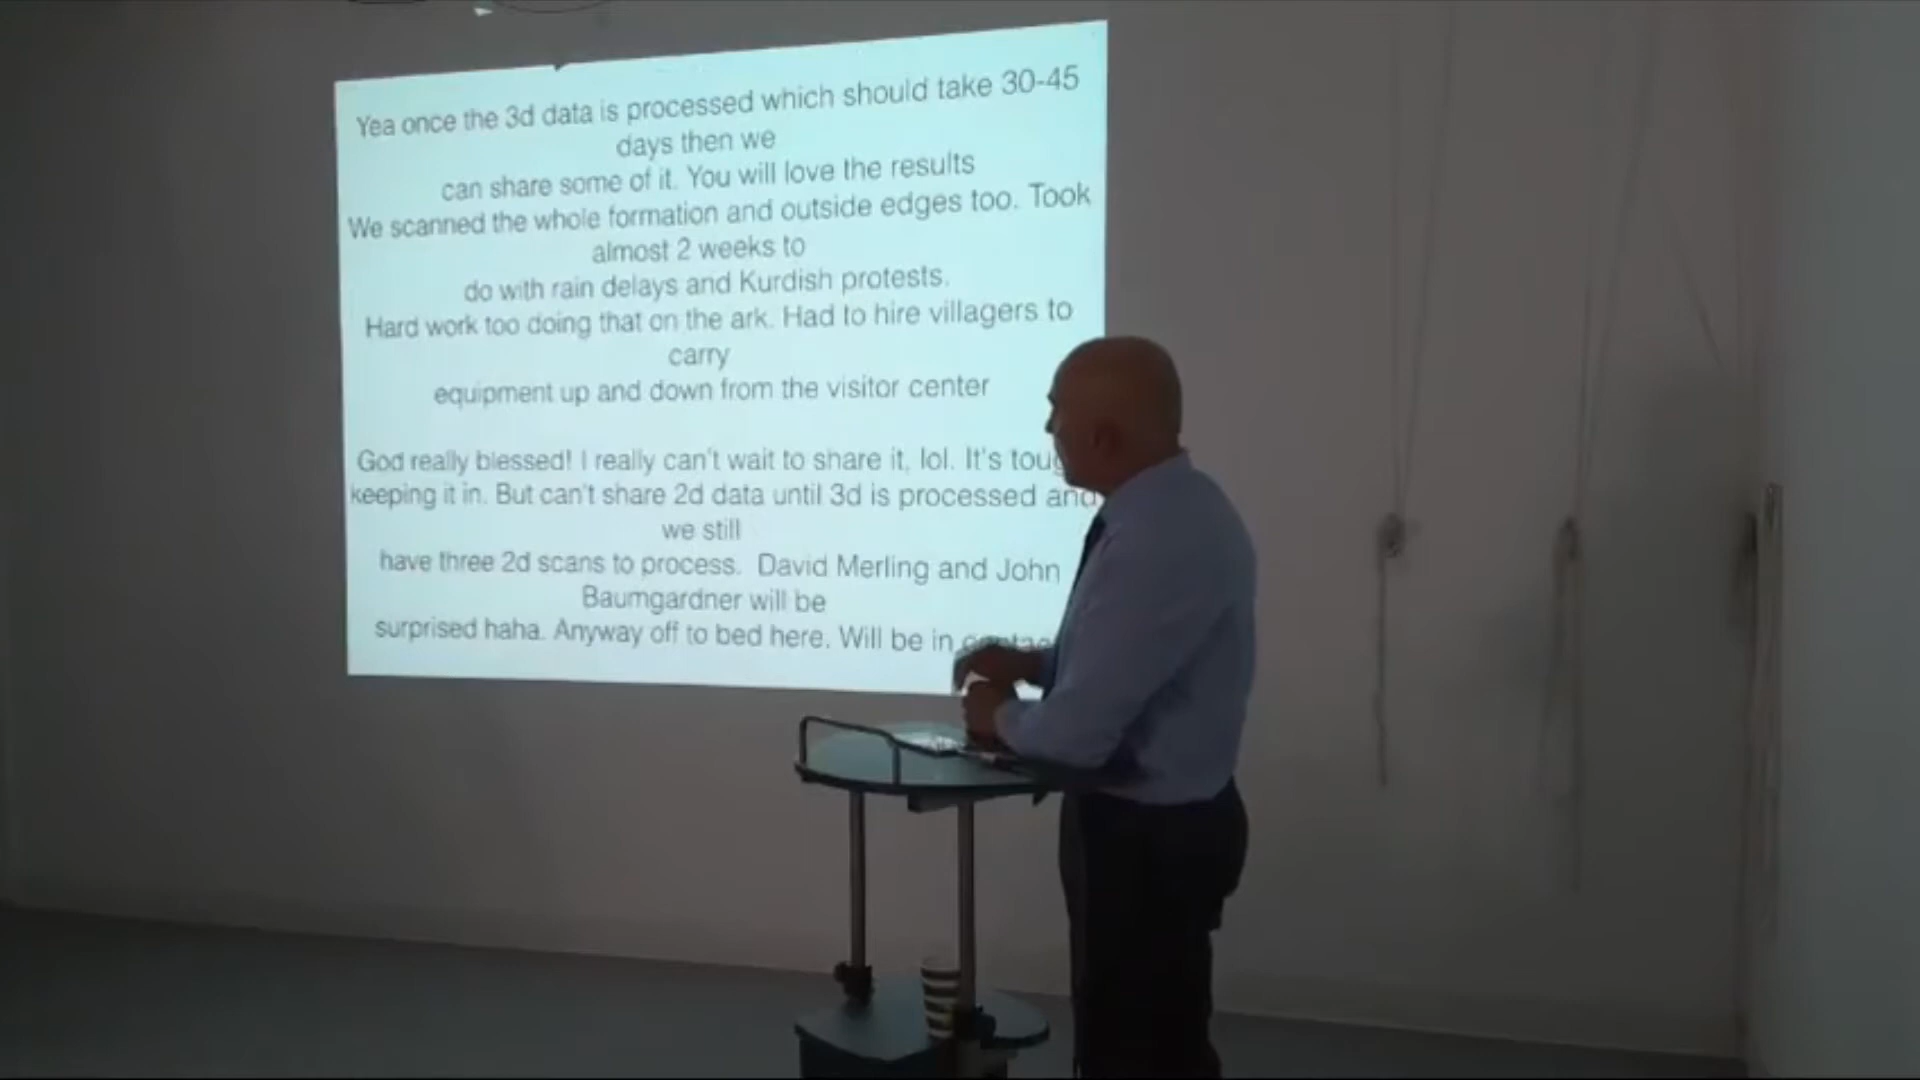 Yea once the 3d data is processed which should take 30-45
days then we
can share some of it. You will love the results
We scanned the whole formation and outside edges too. Took
almost 2 weeks to
do with rain delays and Kurdish protests.
Hard work too doing that on the ark. Had to hire villagers to
carry
equipment up and down from the visitor center
God really blessed! I really can't wait to share it, lol. It's
keeping it in. But can't share 2d data until 3d is processed and
we still
have three 2d scans to process. David Merling and John
Baumgardner will be
surprised haha. Anyway off to bed here. Will be in